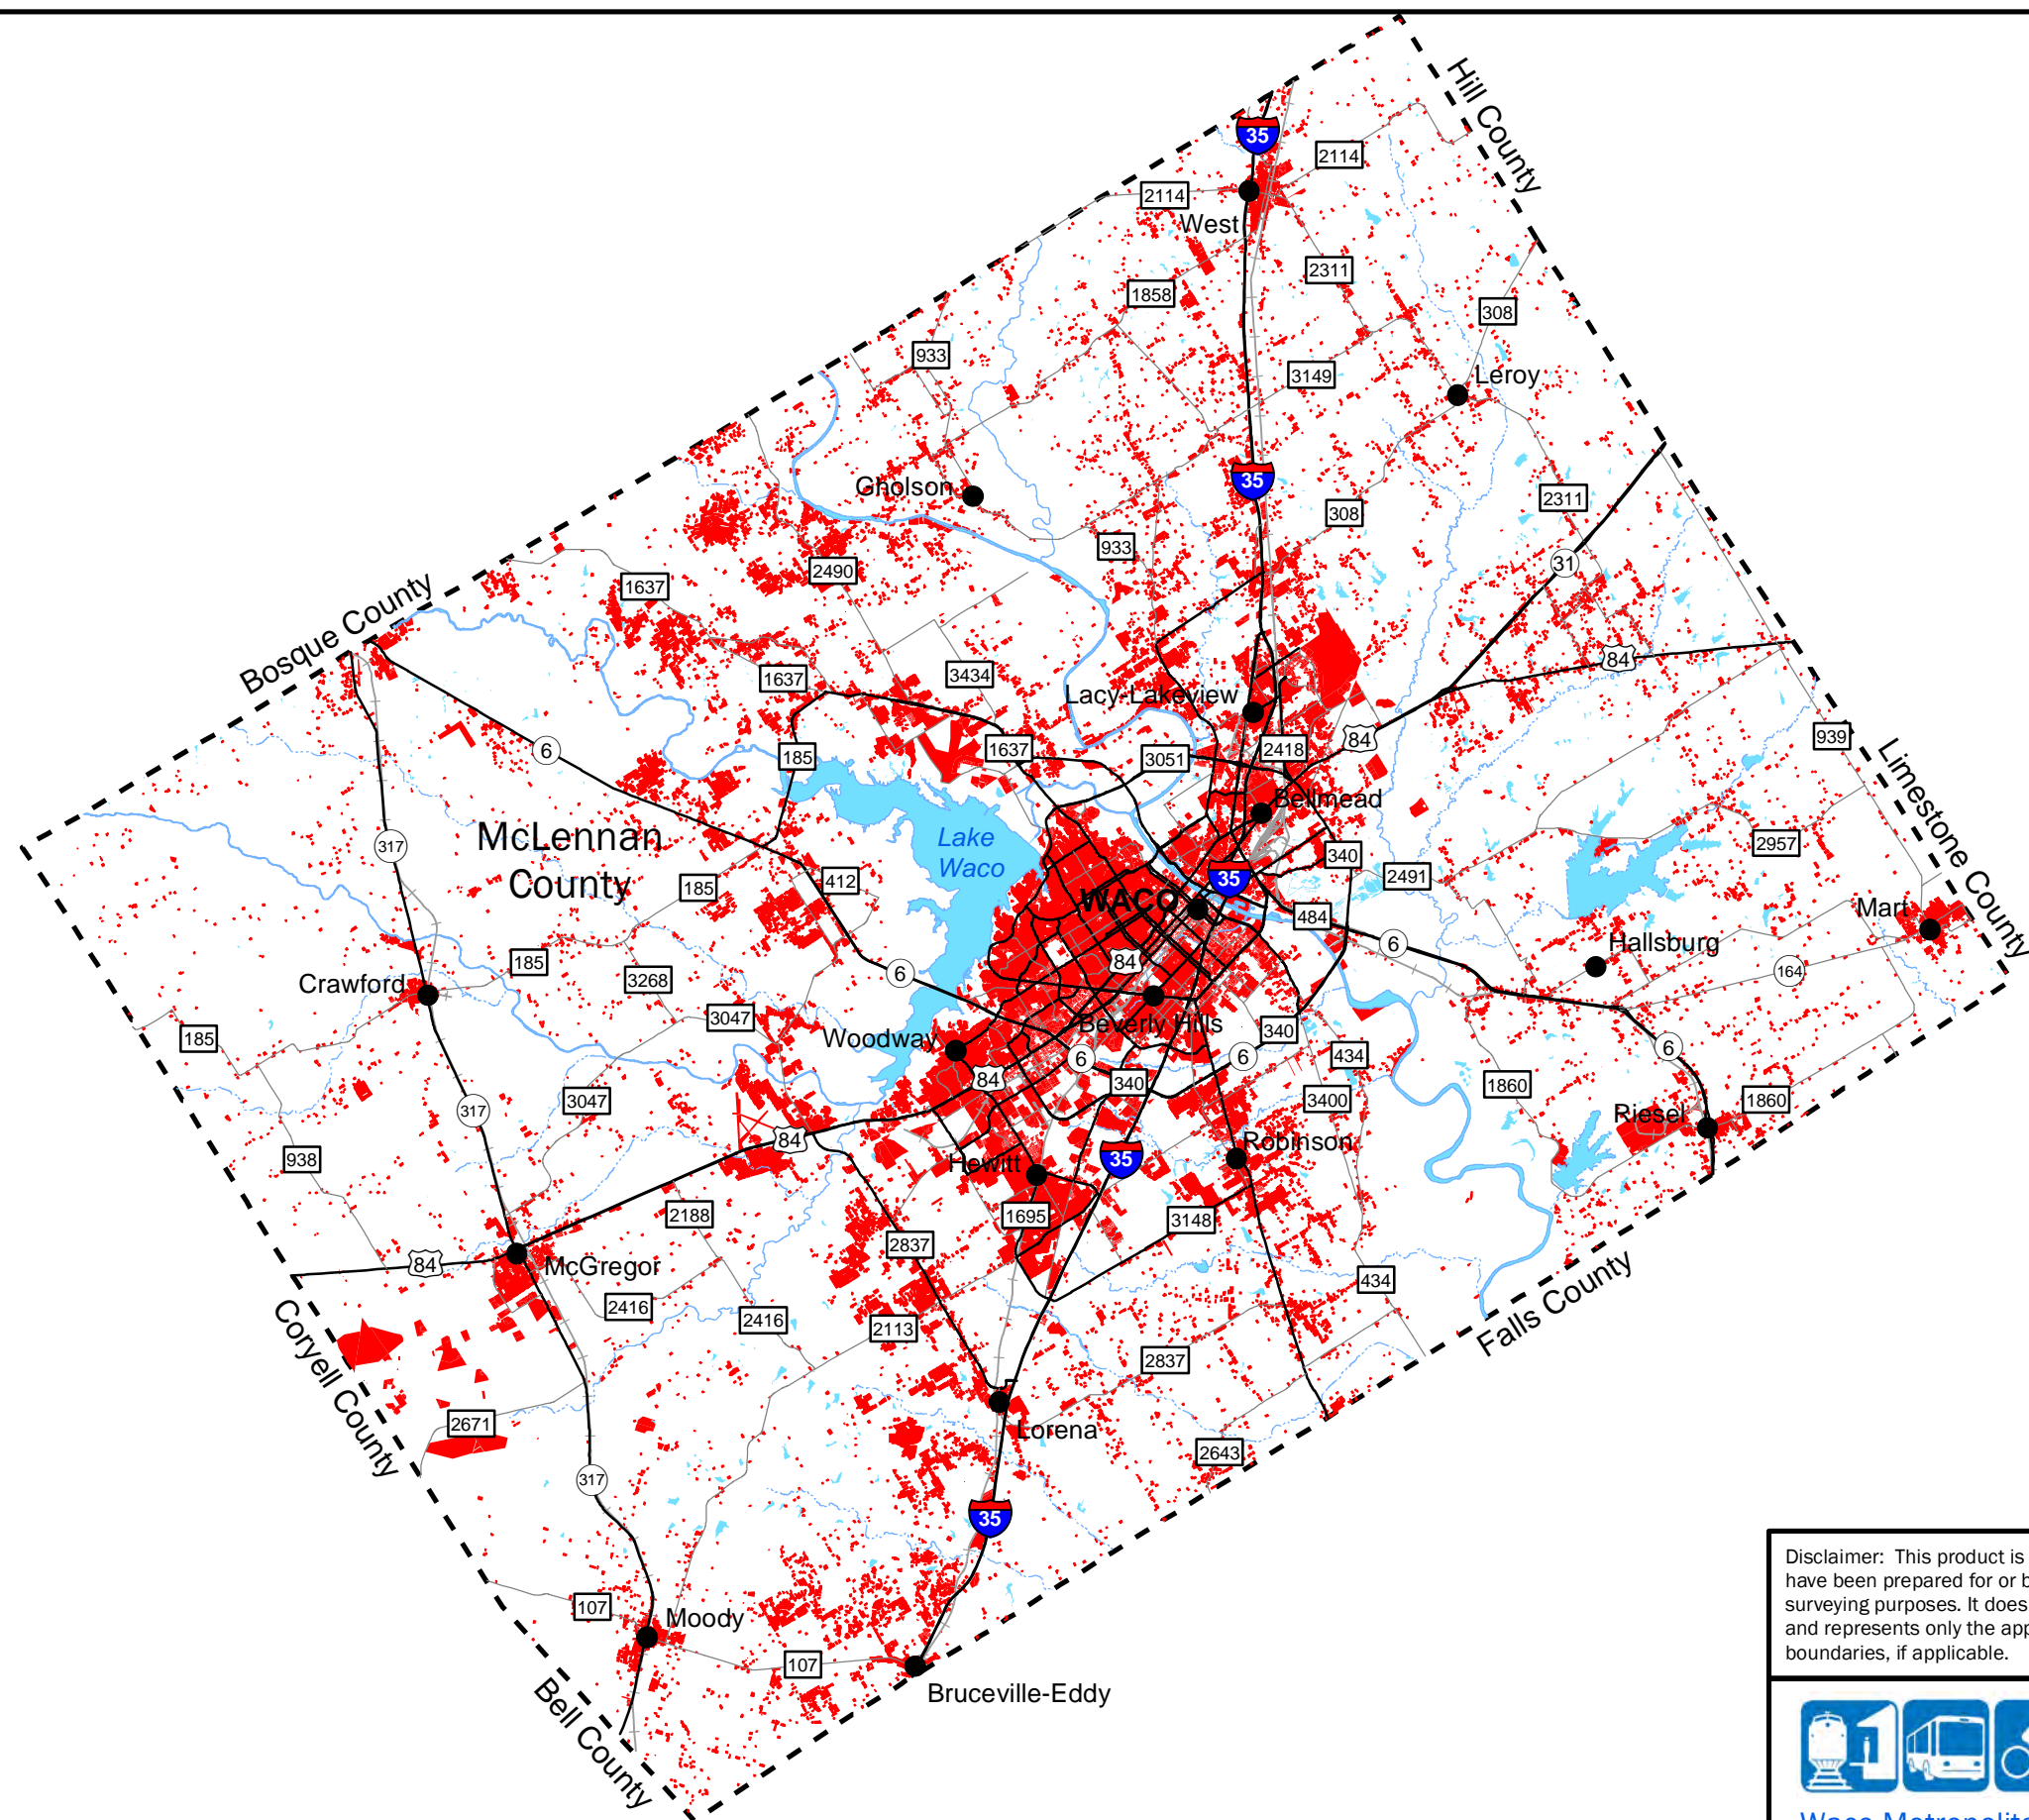 Hill County
35
2114
2114
West
2311
1858
308
933
3149
Leroy
35
Gholson
2311
308
933
31
2490
1637
Bosque County
84
1637
3434
Lacy-Lakeview
939
84
2418
1637
3051
185
6
Limestone County
Bellmead
McLennan
County
Lake
Waco
317
2957
340
35
2491
412
185
WACO
Mart
484
6
Hallsburg
84
185
164
6
3268
Crawford
3047
Beverly Hills
340
185
Woodway
6
6
434
6
84
340
1860
3047
3400
1860
317
Riesel
84
Robinson
938
Hewitt
35
2188
1695
3148
2837
84
McGregor
434
2416
2416
2113
Falls County
Coryell County
2837
2671
Lorena
2643
317
35
Disclaimer: This product is
have been prepared for or b
surveying purposes. It does
and represents only the app
boundaries, if applicable.
107
Moody
107
Bruceville-Eddy
Bell County
Waco Metropolit